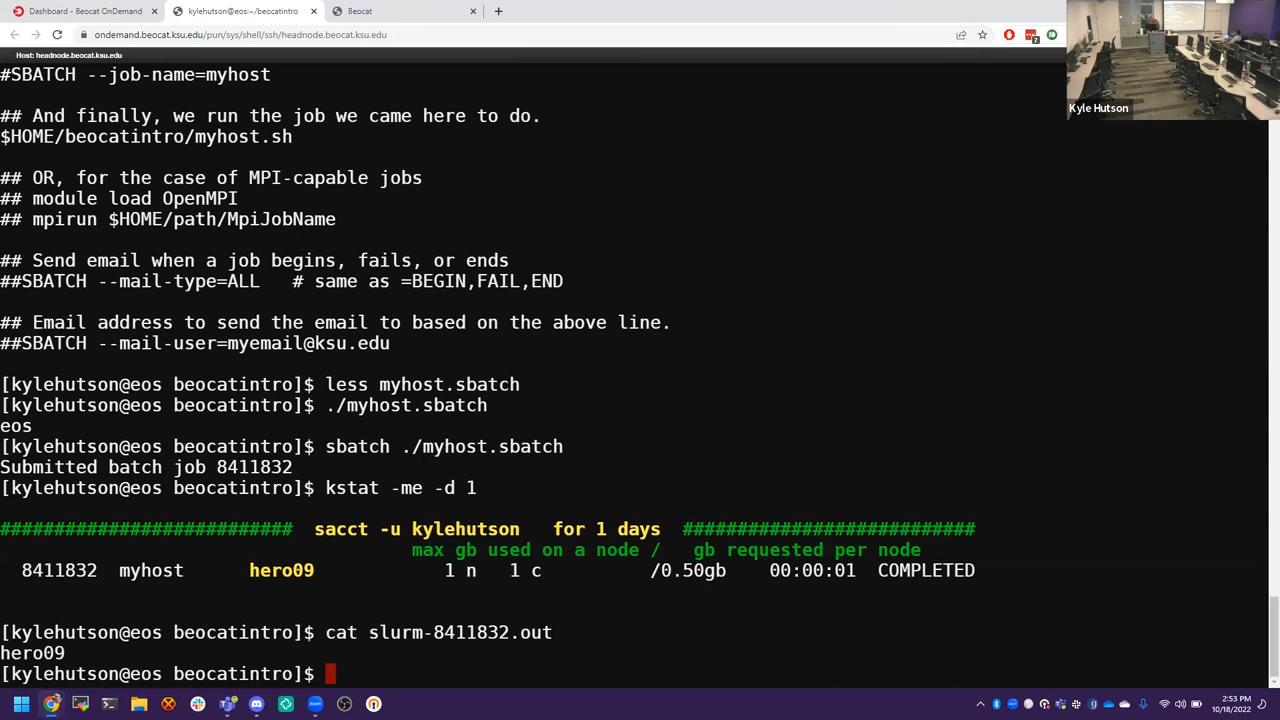 Dashboard - Beocat OnDemand
kylehutson@eos:~/beocatintro
Beocat
ondemand.beocat.ksu.edu/pun/sys/shell/ssh/headnode.beocat.ksu.edu
7
Host: headnode.beocat.ksu.edu
Kyle Hutson
#SBATCH --job-name=myhost
## And finally, we run the job we came here to do.
$HOME/beocatintro/myhost.sh
## OR, for the case of MPI-capable jobs
## module load OpenMPI
## mpirun $HOME/path/MpiJobName
## Send email when a job begins, fails, or ends
##SBATCH --mail-type=ALL   # same as =BEGIN,FAIL,END
## Email address to send the email to based on the above line.
##SBATCH --mail-user=myemail@ksu.edu
[kylehutson@eos beocatintro]$ less myhost.sbatch
[kylehutson@eos beocatintro]$ ./myhost.sbatch
eos
[kylehutson@eos beocatintro]$ sbatch ./myhost.sbatch
Submitted batch job 8411832
[kylehutson@eos beocatintro]$ kstat -me -d 1
########################### sacct -u kylehutson   for 1 days ###########################
max gb used on a node /   gb requested per node
8411832 myhost hero09 1 n 1 c /0.50gb 00:00:01 COMPLETED
[kylehutson@eos beocatintro]$ cat slurm-8411832.out
hero09
[kylehutson@eos beocatintro]$
2:53 PM
10/18/2022